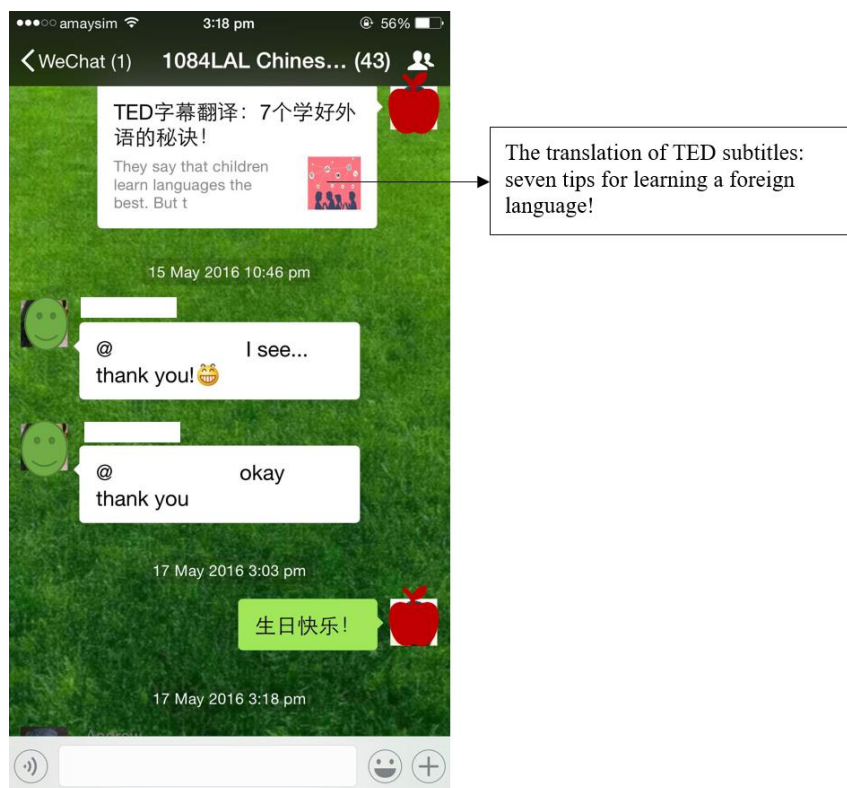 amaysim 3:18 pm 56%
WeChat (1) 1084LAL Chines... (43)
TED字幕翻译：7个学好外
语的秘诀！
They say that children
learn languages the
best. But t
The translation of TED subtitles:
seven tips for learning a foreign
language!
15 May 2016 10:46 pm
@ I see...
thank you!😁
@ okay
thank you
17 May 2016 3:03 pm
生日快乐！
17 May 2016 3:18 pm